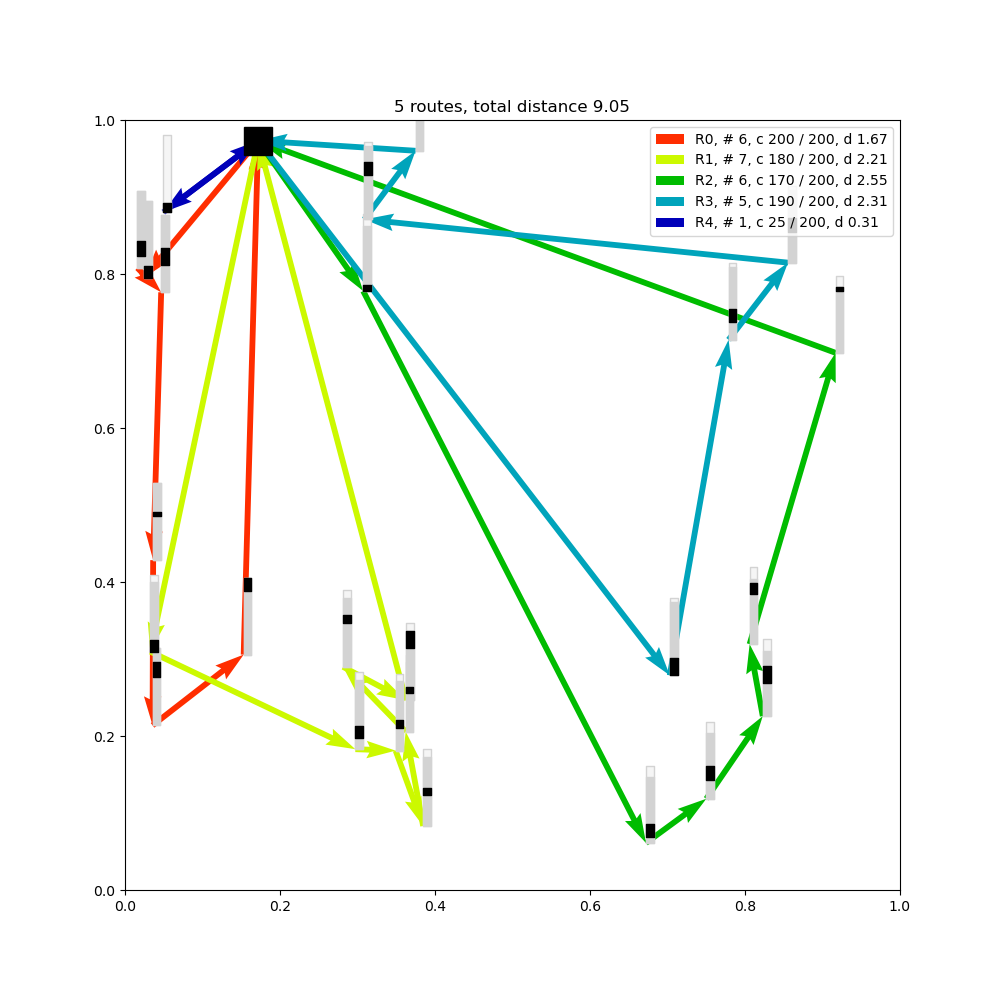 5 routes, total distance 9.05
1.0
0.8
0.6
0.4
0.2
0.0
0.0 0.2 0.4 0.6 0.8 1.0
R0, # 6, c 200 / 200, d 1.67
R1, # 7, c 180 / 200, d 2.21
R2, # 6, c 170 / 200, d 2.55
R3, # 5, c 190 / 200, d 2.31
R4, # 1, c 25 / 200, d 0.31